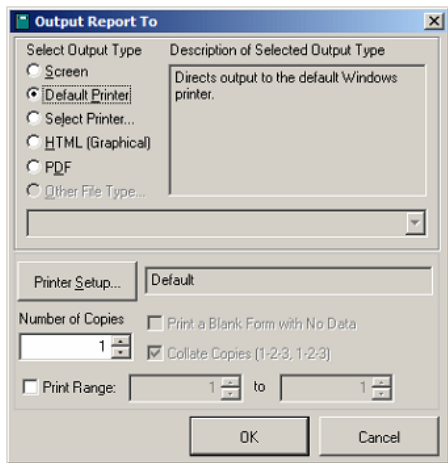 Output Report To
Select Output Type
Description of Selected Output Type
Screen
Default Printer
Select Printer...
HTML (Graphical)
PDF
Other File Type...
Directs output to the default Windows
printer.
Printer Setup...
Default
Number of Copies
1
Print a Blank Form with No Data
Collate Copies (1-2-3, 1-2-3)
Print Range: 1 to 1
OK Cancel